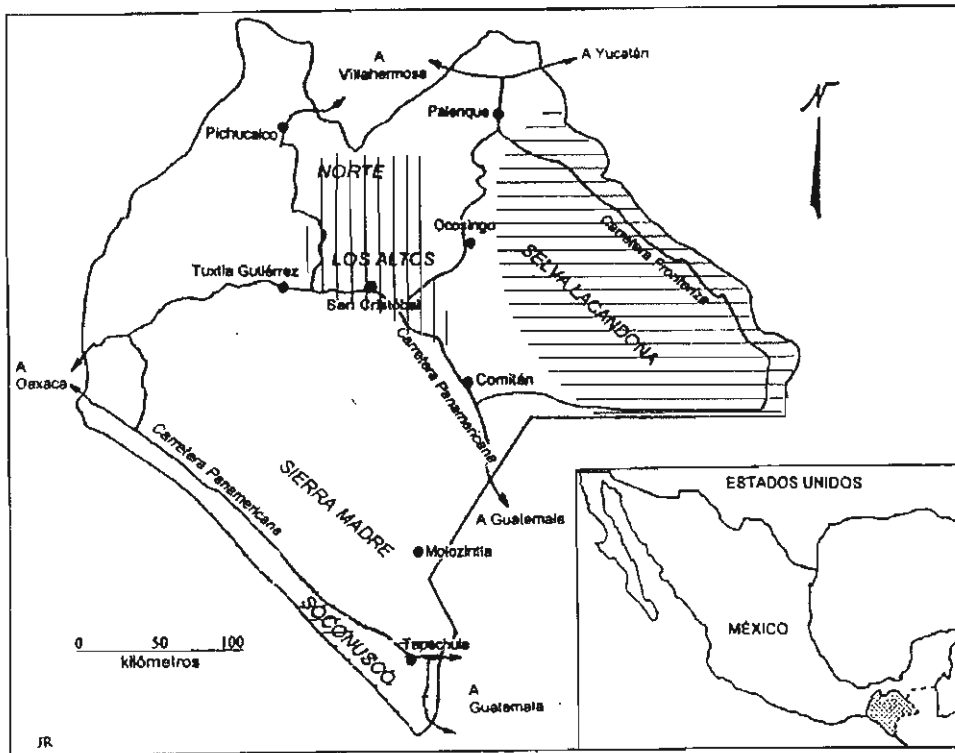 A
Villahermosa
A Yucatán
N
Palenque
Pichucalco
NORTE
Ocosingo
Carretera Fronteriza
LOS ALTOS
SELVA LACANDONA
Tuxtla Gutiérrez
San Cristóbal
A
Oaxaca
Carretera Panamericana
Comitán
Carretera Panamericana
SIERRA MADRE
A Guatemala
Motozintla
SOCONUSCO
Tapachula
A
Guatemala
0 50 100
kilómetros
JR
ESTADOS UNIDOS
MÉXICO